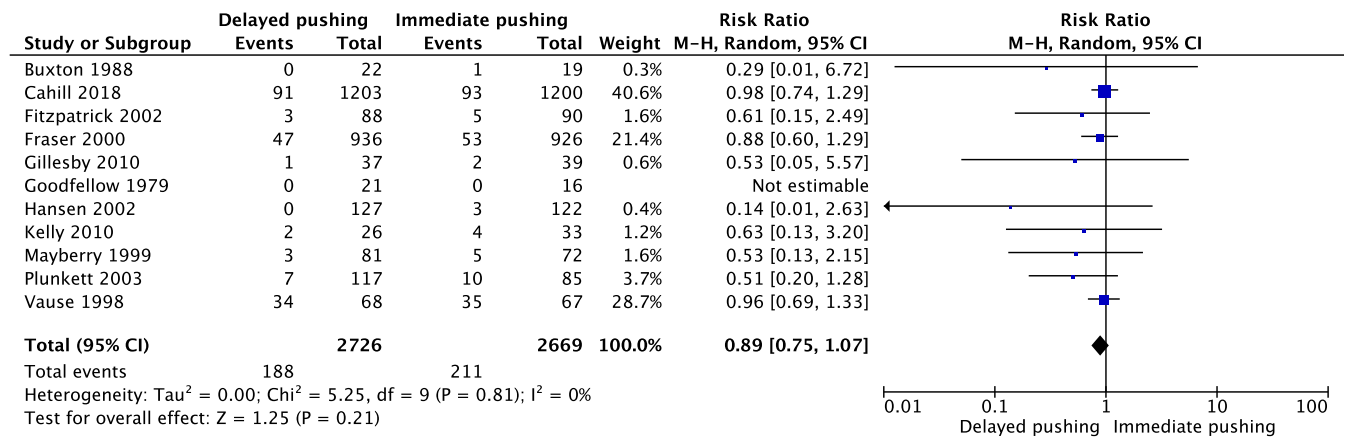 Delayed pushing Immediate pushing Risk Ratio Risk Ratio
Study or Subgroup Events Total Events Total Weight M-H, Random, 95% CI M-H, Random, 95% CI
Buxton 1988 0 22 1 19 0.3% 0.29 [0.01, 6.72]
Cahill 2018 91 1203 93 1200 40.6% 0.98 [0.74, 1.29]
Fitzpatrick 2002 3 88 5 90 1.6% 0.61 [0.15, 2.49]
Fraser 2000 47 936 53 926 21.4% 0.88 [0.60, 1.29]
Gillesby 2010 1 37 2 39 0.6% 0.53 [0.05, 5.57]
Goodfellow 1979 0 21 0 16 Not estimable
Hansen 2002 0 127 3 122 0.4% 0.14 [0.01, 2.63]
Kelly 2010 2 26 4 33 1.2% 0.63 [0.13, 3.20]
Mayberry 1999 3 81 5 72 1.6% 0.53 [0.13, 2.15]
Plunkett 2003 7 117 10 85 3.7% 0.51 [0.20, 1.28]
Vause 1998 34 68 35 67 28.7% 0.96 [0.69, 1.33]
Total (95% CI) 2726 2669 100.0% 0.89 [0.75, 1.07]
Total events 188 211
Heterogeneity: Tau² = 0.00; Chi² = 5.25, df = 9 (P = 0.81); I² = 0%
Test for overall effect: Z = 1.25 (P = 0.21)
0.01 0.1 1 10 100
Delayed pushing Immediate pushing